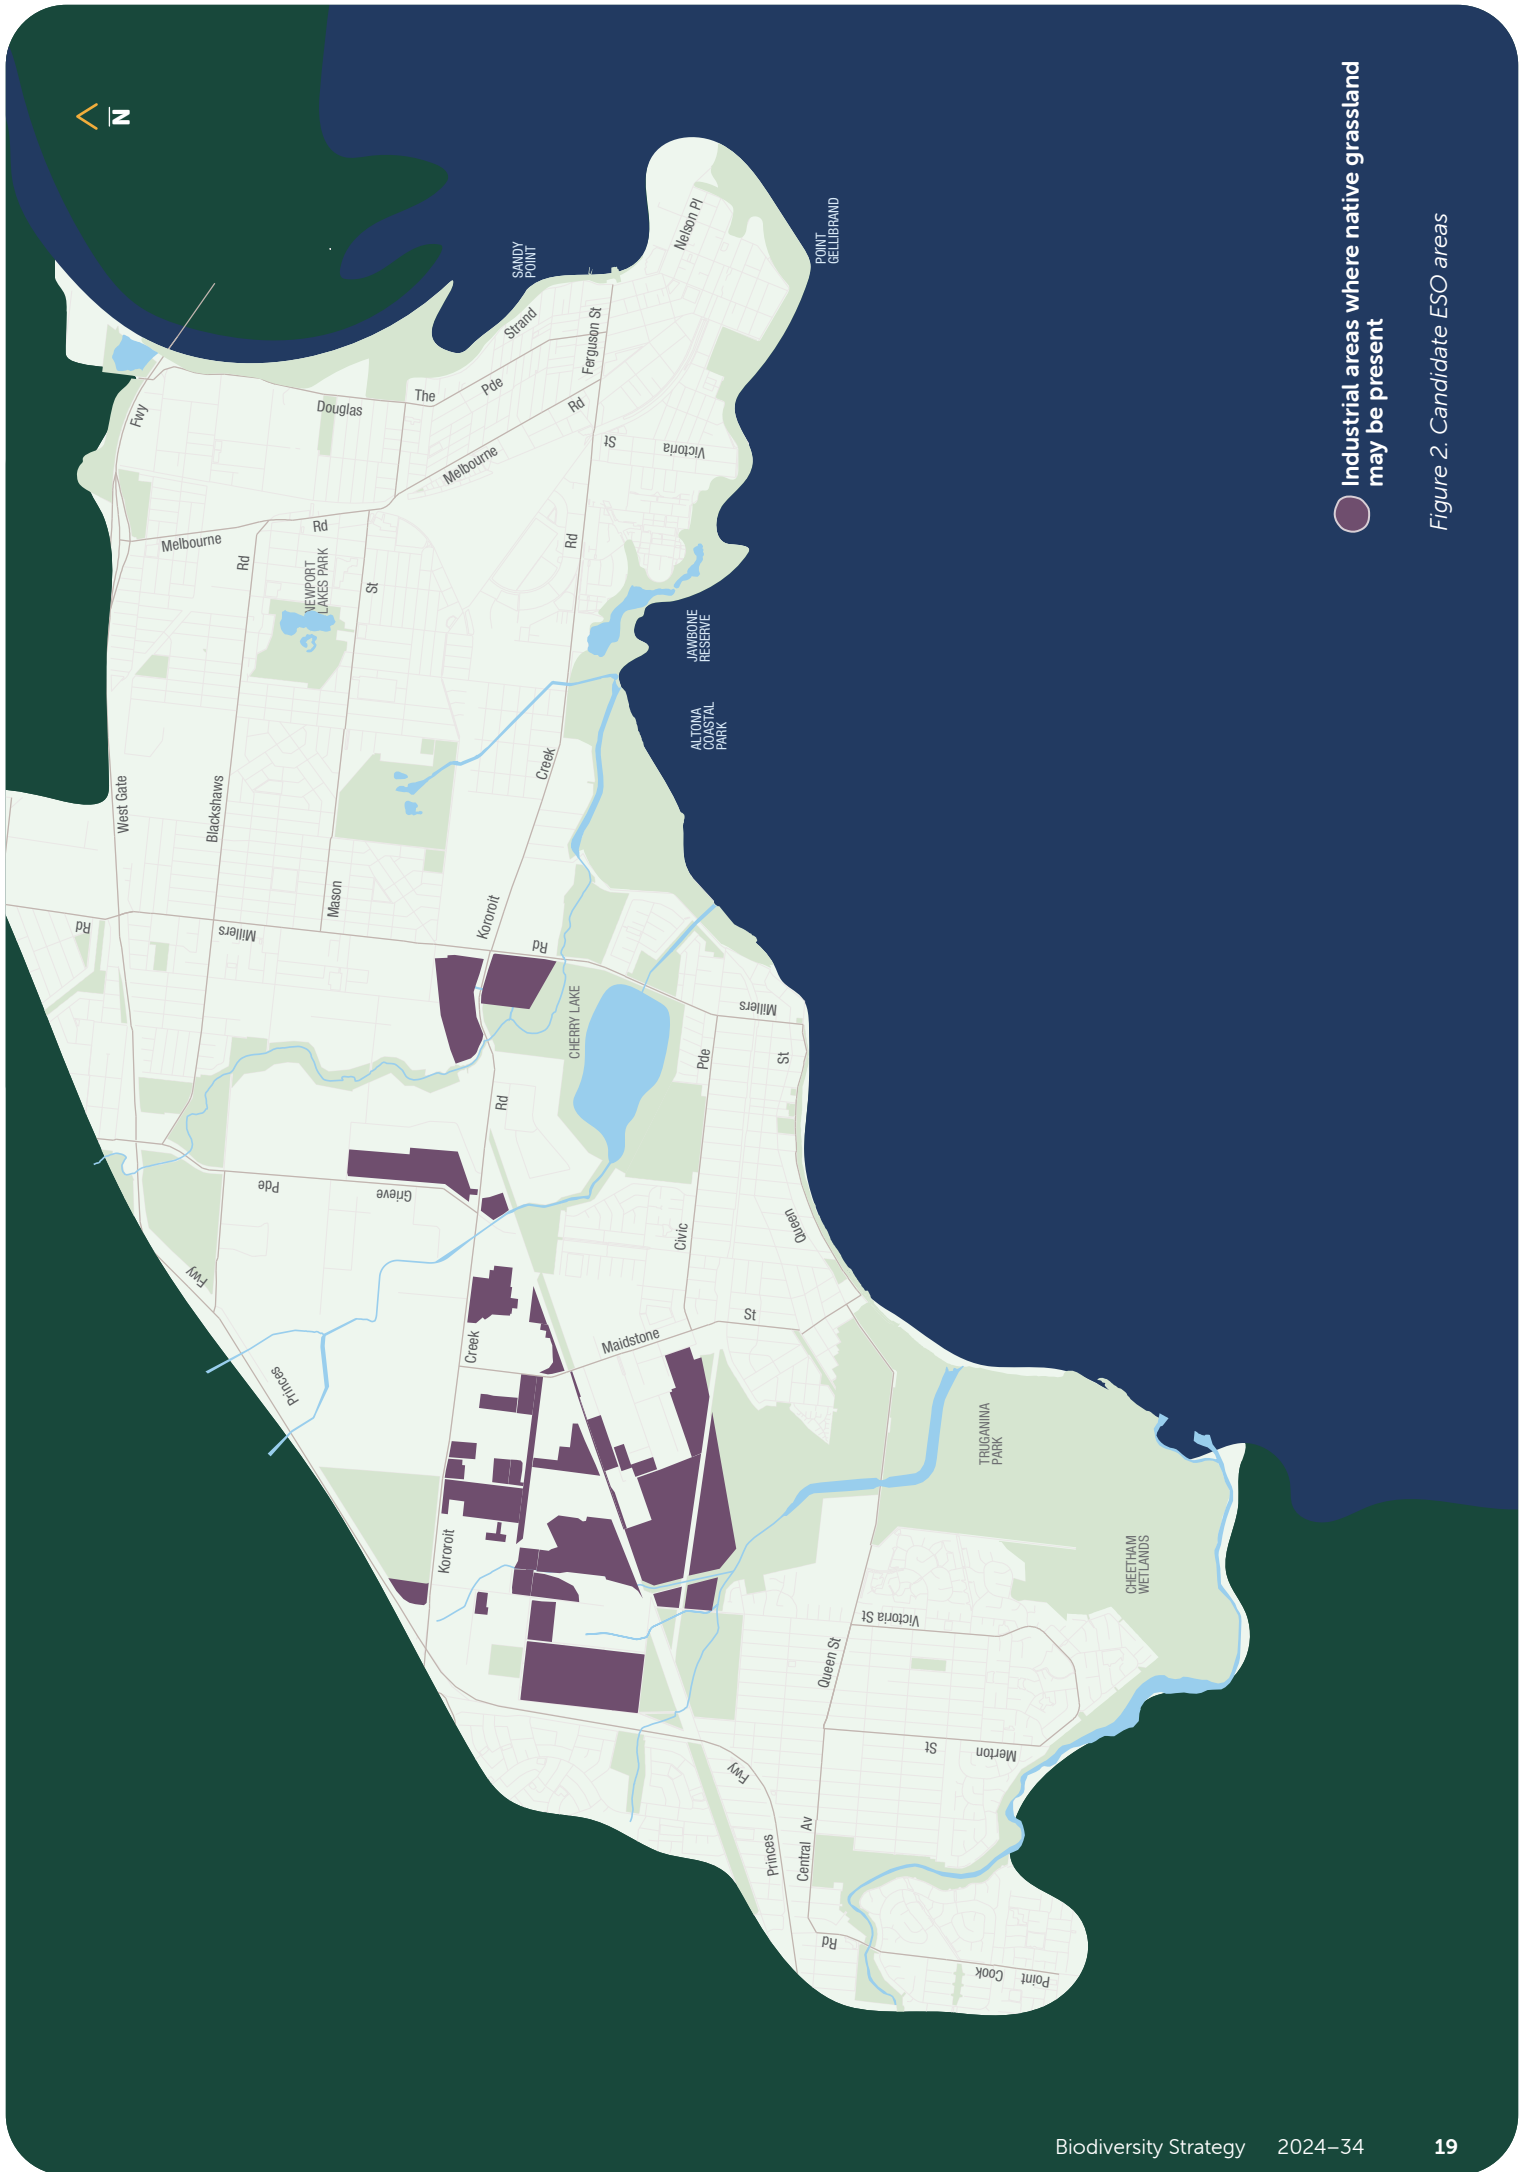 N
SANDY
POINT
POINT
GELLIBRAND
Nelson Pl
Strand
Ferguson St
The
Pde
Douglas
Fwy
Melbourne
Rd
St
Victoria
Melbourne
Rd
Rd
Rd
NEWPORT
LAKES PARK
St
JAWBONE
RESERVE
ALTONA
COASTAL
PARK
West Gate
Blackshaws
Mason
Creek
Kororoit
Rd
Millers
Rd
CHERRY LAKE
Millers
Pde
St
Rd
Pde
Grieve
Civic
Queen
Fwy
Princes
Creek
Maidstone
St
Kororoit
TRUGANINA
PARK
CHEETHAM
WETLANDS
Victoria St
Queen St
St
Merton
Fwy
Princes
Central Av
Rd
Cook
Point
Industrial areas where native grassland
may be present
Figure 2. Candidate ESO areas
Biodiversity Strategy 2024–34 19